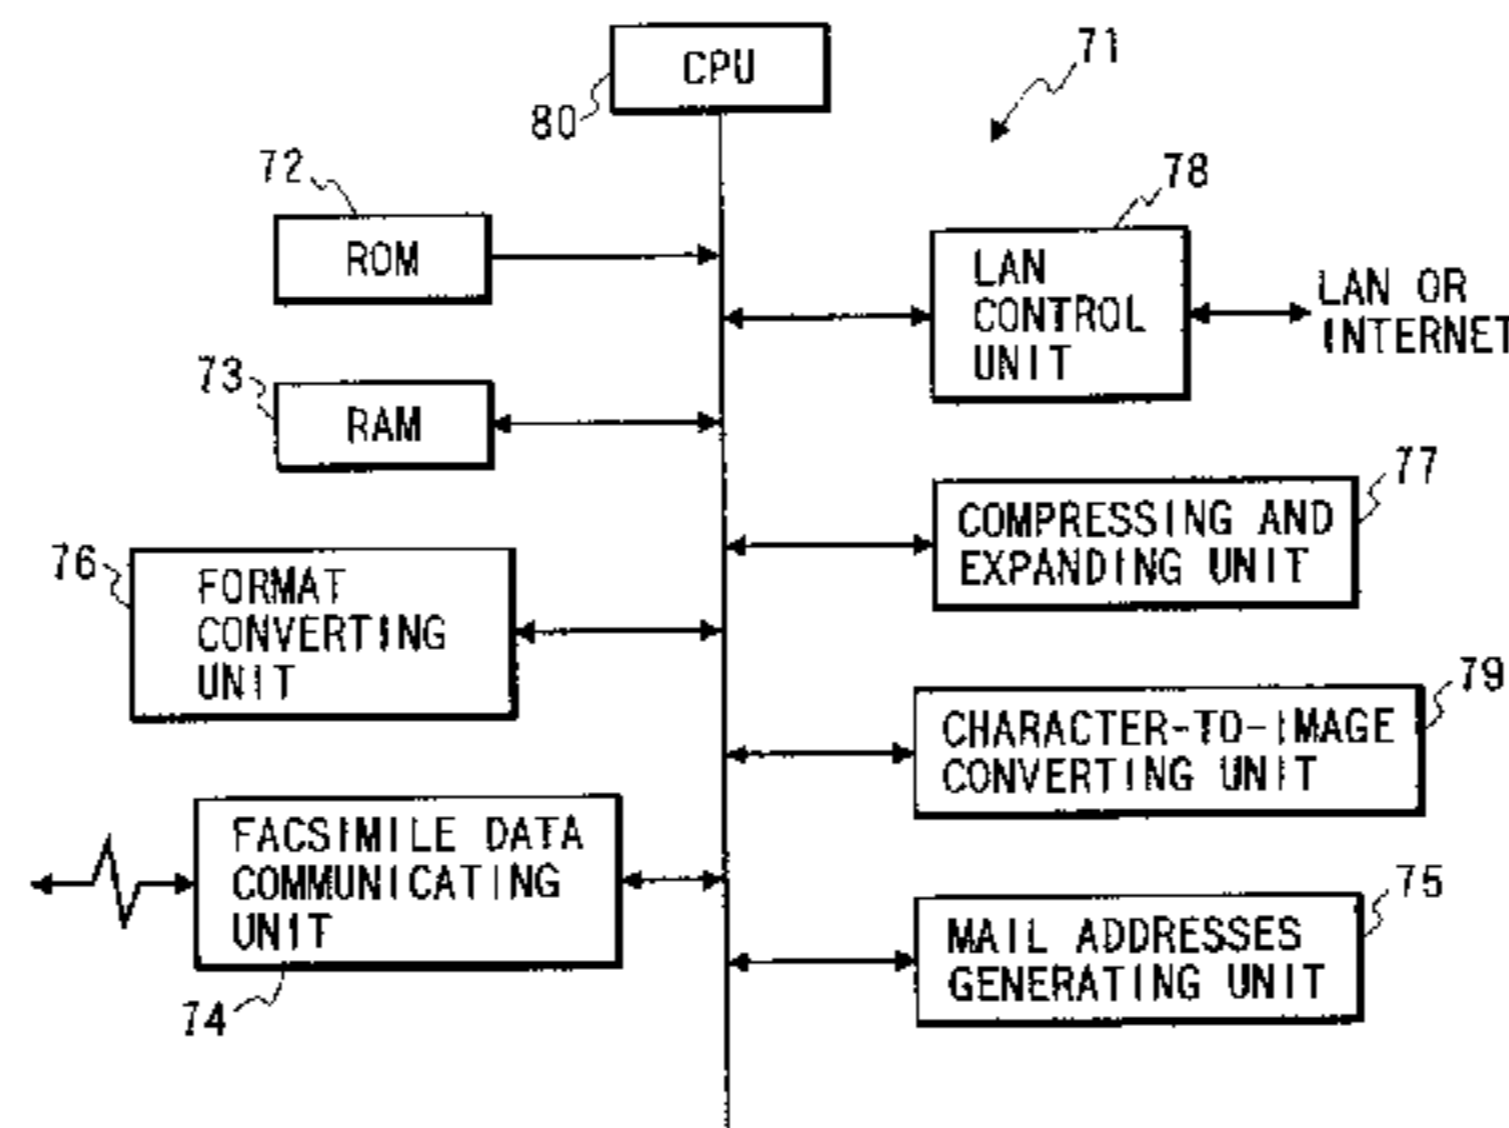 CPU
80
71
72
ROM
78
LAN
CONTROL
UNIT
LAN OR
INTERNET
73
RAM
77
COMPRESSING AND
EXPANDING UNIT
76
FORMAT
CONVERTING
UNIT
79
CHARACTER-TO-IMAGE
CONVERTING UNIT
FACSIMILE DATA
COMMUNICATING
UNIT
74
75
MAIL ADDRESSES
GENERATING UNIT